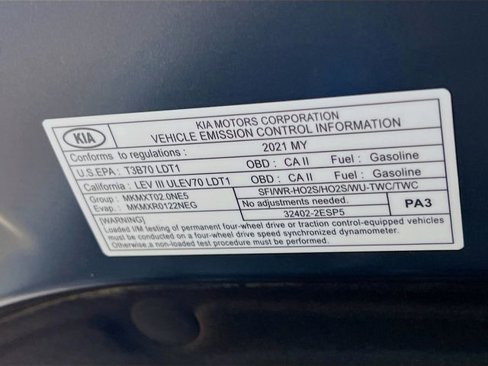 KIA
KIA MOTORS CORPORATION
VEHICLE EMISSION CONTROL INFORMATION
Conforms to regulations : 2021 MY
U.S.EPA : T3B70 LDT1 OBD : CA II Fuel : Gasoline
California : LEV III ULEV70 LDT1 OBD : CA II Fuel : Gasoline
Group : MKMXT02.0NE5 SFI/WR-HO2S/HO2S/WU-TWC/TWC
Evap : MKMXR0122NEG No adjustments needed. PA3
32402-2ESP5
Loaded I/M testing of permanent four-wheel drive or traction control-equipped vehicles
must be conducted on a four-wheel drive speed synchronized dynamometer.
Otherwise,a non-loaded test procedure must be utilized.